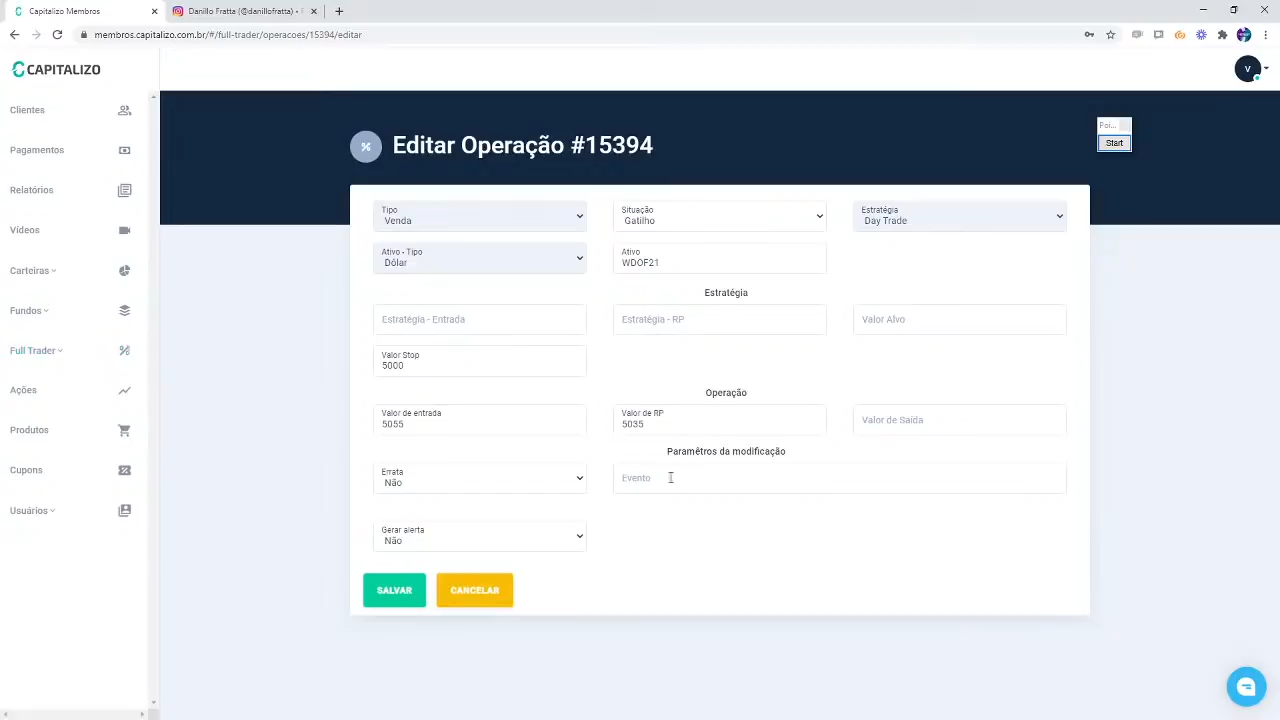 Capitalizo Membros
Danillo Fratta (@danillofratta) •
membros.capitalizo.com.br/#/full-trader/operacoes/15394/editar
CAPITALIZO
V
Clientes
Pagamentos
Relatórios
Vídeos
Carteiras
Fundos
Full Trader
Ações
Produtos
Cupons
Usuários
Editar Operação #15394
Poi...
Start
Tipo
Venda
Situação
Gatilho
Estratégia
Day Trade
Ativo - Tipo
Dólar
Ativo
WDOF21
Estratégia
Estratégia - Entrada
Estratégia - RP
Valor Alvo
Valor Stop
5000
Operação
Valor de entrada
5055
Valor de RP
5035
Valor de Saída
Paramêtros da modificação
Errata
Não
Evento
Gerar alerta
Não
SALVAR
CANCELAR